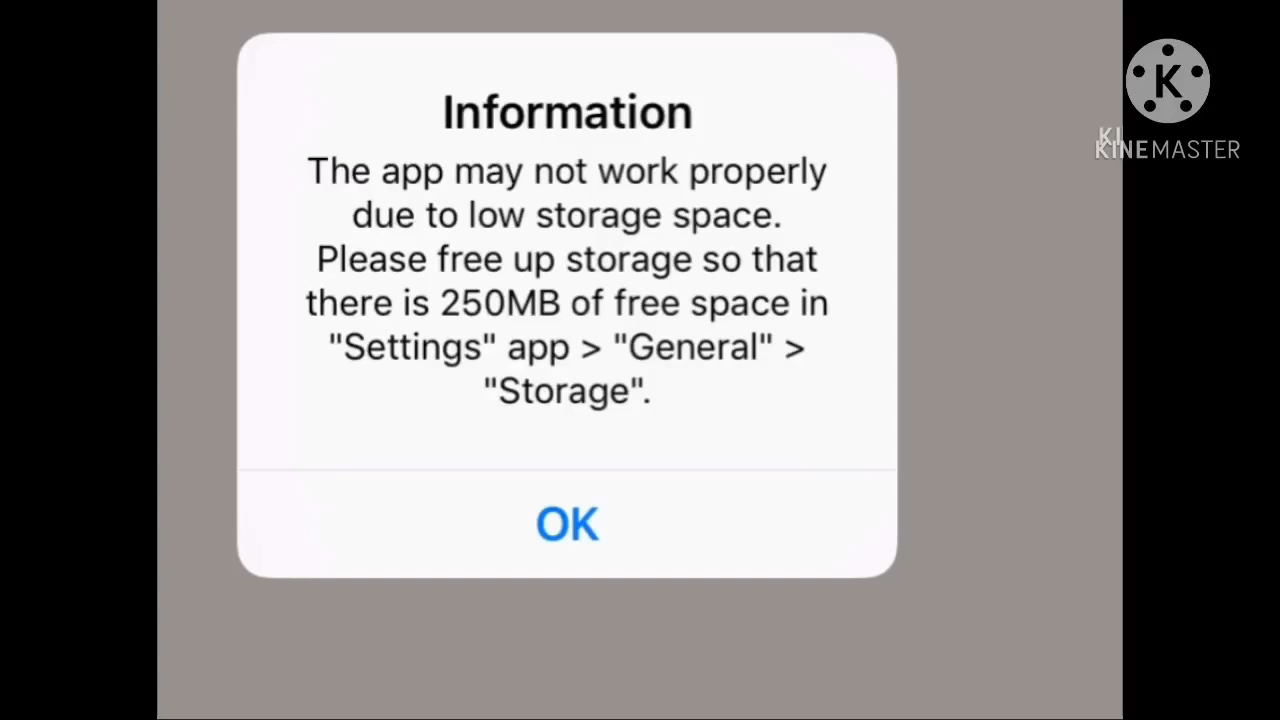 Information
The app may not work properly
due to low storage space.
Please free up storage so that
there is 250MB of free space in
"Settings" app > "General" >
"Storage".
OK
K
KI
KINEMASTER